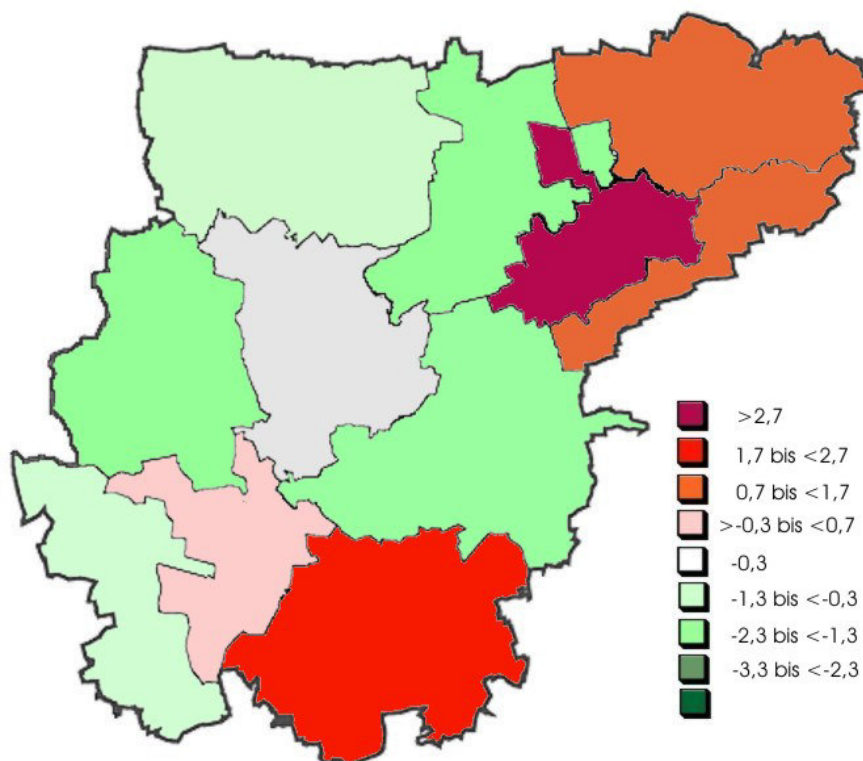 >2,7
1,7 bis <2,7
0,7 bis <1,7
>-0,3 bis <0,7
-0,3
-1,3 bis <-0,3
-2,3 bis <-1,3
-3,3 bis <-2,3